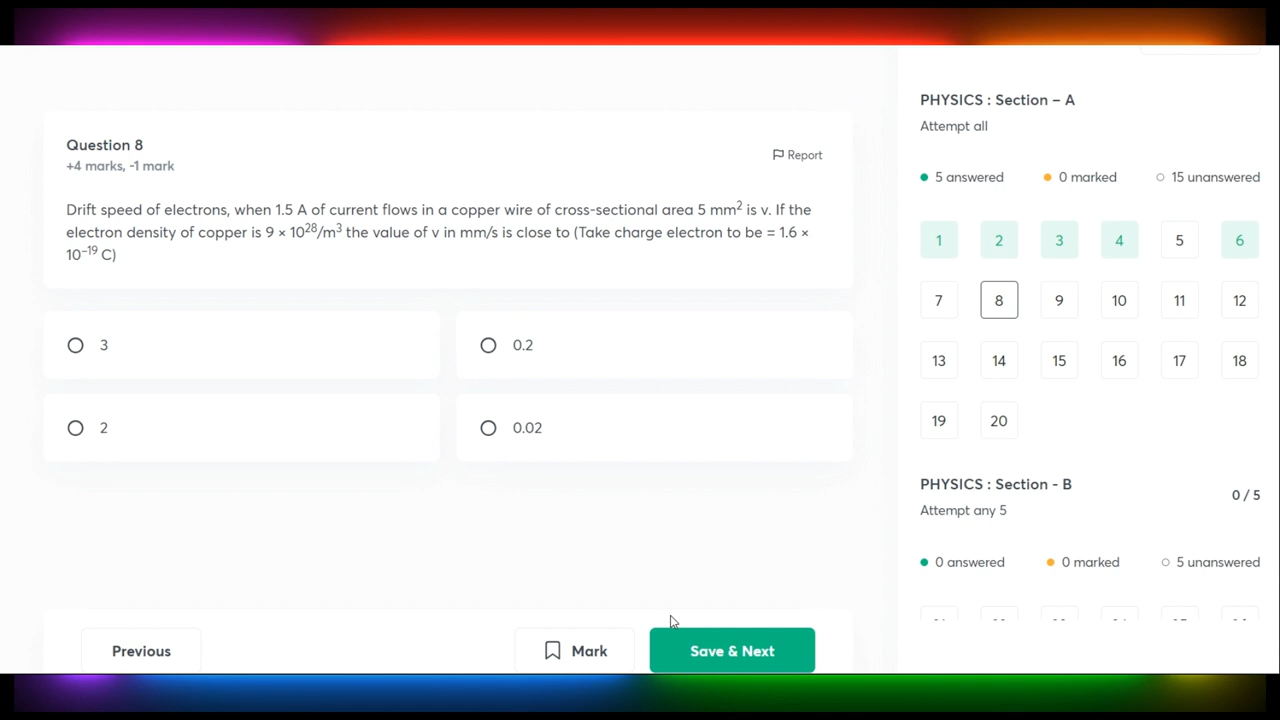 Question 8
+4 marks, -1 mark
Report
Drift speed of electrons, when 1.5 A of current flows in a copper wire of cross-sectional area 5 mm² is v. If the
electron density of copper is 9 × 10²⁸/m³ the value of v in mm/s is close to (Take charge electron to be = 1.6 ×
10⁻¹⁹ C)
3
0.2
2
0.02
Previous
Mark
Save & Next
PHYSICS : Section – A
Attempt all
5 answered
0 marked
15 unanswered
1 2 3 4 5 6
7 8 9 10 11 12
13 14 15 16 17 18
19 20
PHYSICS : Section - B
0 / 5
Attempt any 5
0 answered
0 marked
5 unanswered